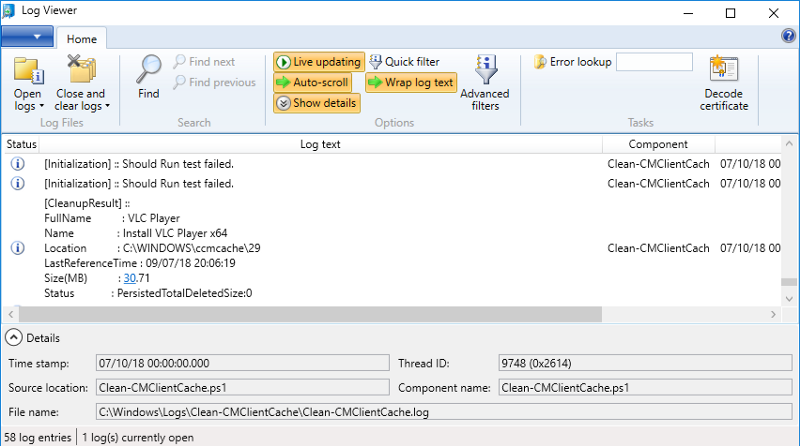 Log Viewer
Home
Open logs
Close and clear logs
Log Files
Find
Find next
Find previous
Search
Live updating
Quick filter
Auto-scroll
Wrap log text
Show details
Advanced filters
Options
Error lookup
Decode certificate
Tasks
Status Log text Component
[Initialization] :: Should Run test failed. Clean-CMClientCach 07/10/18 00
[Initialization] :: Should Run test failed. Clean-CMClientCach 07/10/18 00
[CleanupResult] ::
FullName : VLC Player
Name : Install VLC Player x64
Location : C:\WINDOWS\ccmcache\29 Clean-CMClientCach 07/10/18 00
LastReferenceTime : 09/07/18 20:06:19
Size(MB) : 30.71
Status : PersistedTotalDeletedSize:0
Details
Time stamp: 07/10/18 00:00:00.000 Thread ID: 9748 (0x2614)
Source location: Clean-CMClientCache.ps1 Component name: Clean-CMClientCache.ps1
File name: C:\Windows\Logs\Clean-CMClientCache\Clean-CMClientCache.log
58 log entries 1 log(s) currently open